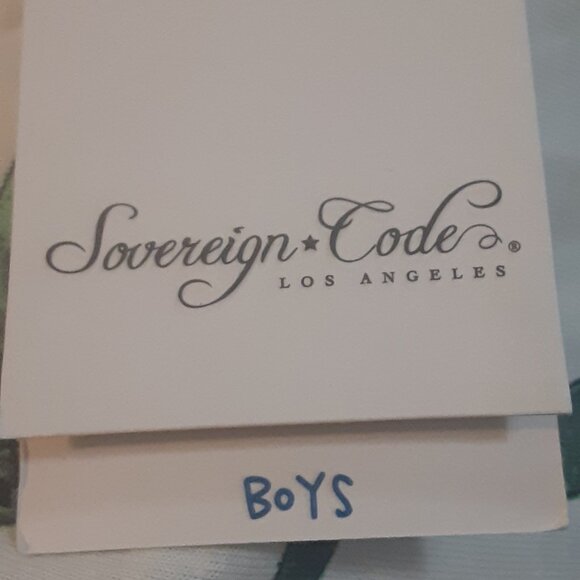 Sovereign ★ Code ®
LOS ANGELES
BOYS